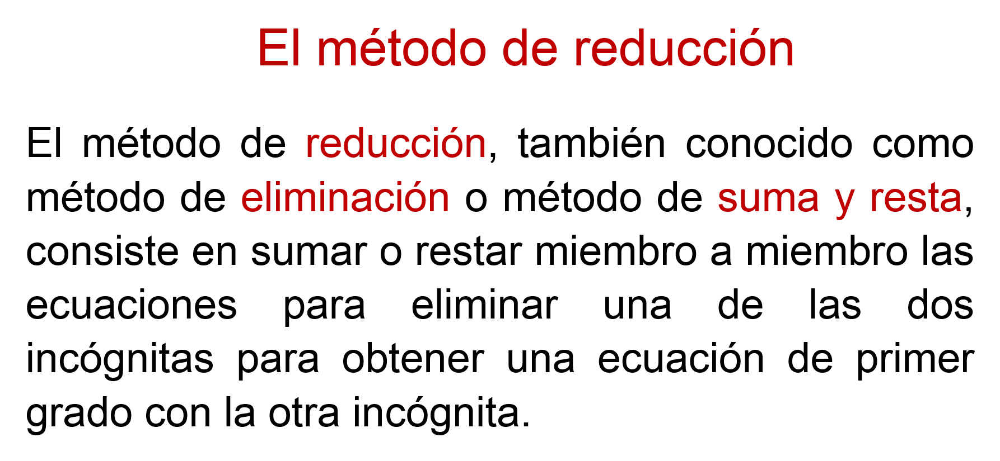 El método de reducción
El método de reducción, también conocido como
método de eliminación o método de suma y resta,
consiste en sumar o restar miembro a miembro las
ecuaciones para eliminar una de las dos
incógnitas para obtener una ecuación de primer
grado con la otra incógnita.